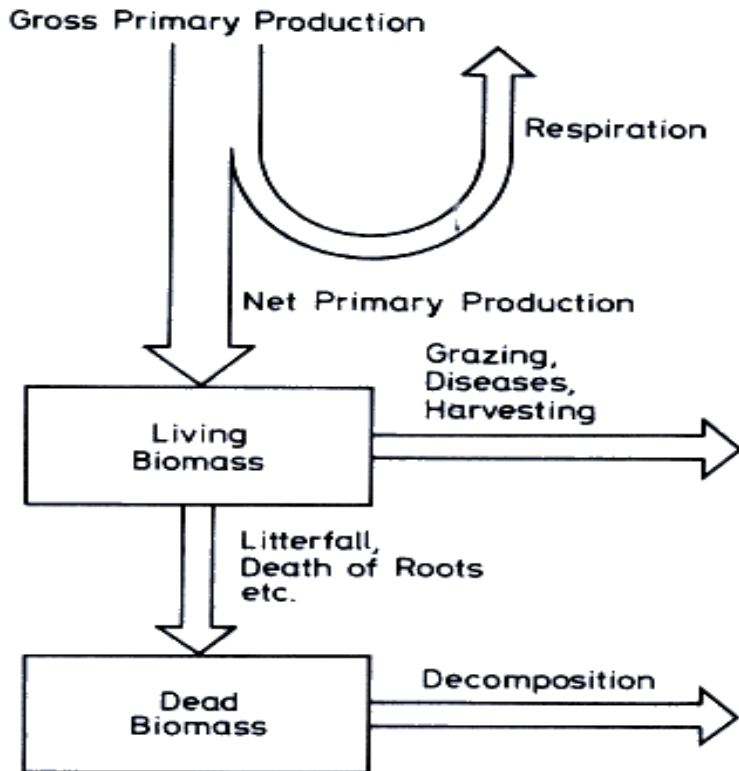 Gross Primary Production
Respiration
Net Primary Production
Grazing,
Diseases,
Harvesting
Living
Biomass
Litterfall,
Death of Roots
etc.
Decomposition
Dead
Biomass